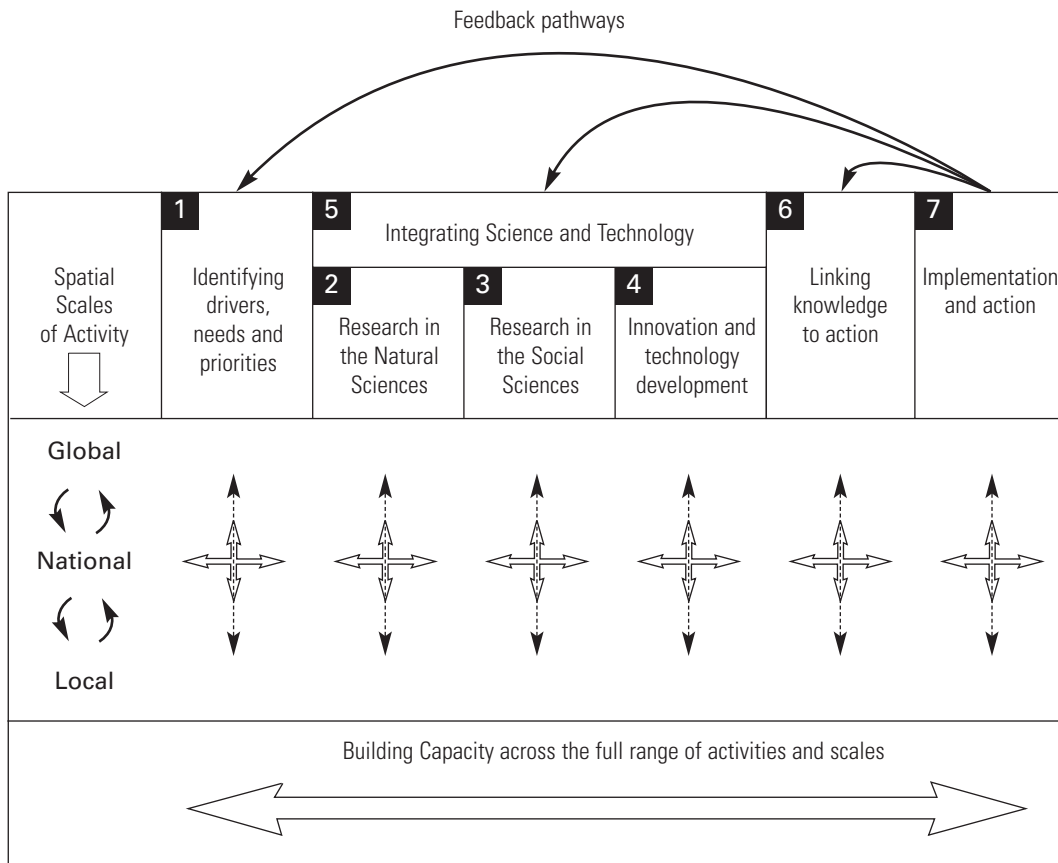 Feedback pathways
1
5
6
7
Integrating Science and Technology
Spatial
Scales
of Activity
Identifying
drivers,
needs and
priorities
2
3
4
Research in
the Natural
Sciences
Research in
the Social
Sciences
Innovation and
technology
development
Linking
knowledge
to action
Implementation
and action
Global
National
Local
Building Capacity across the full range of activities and scales